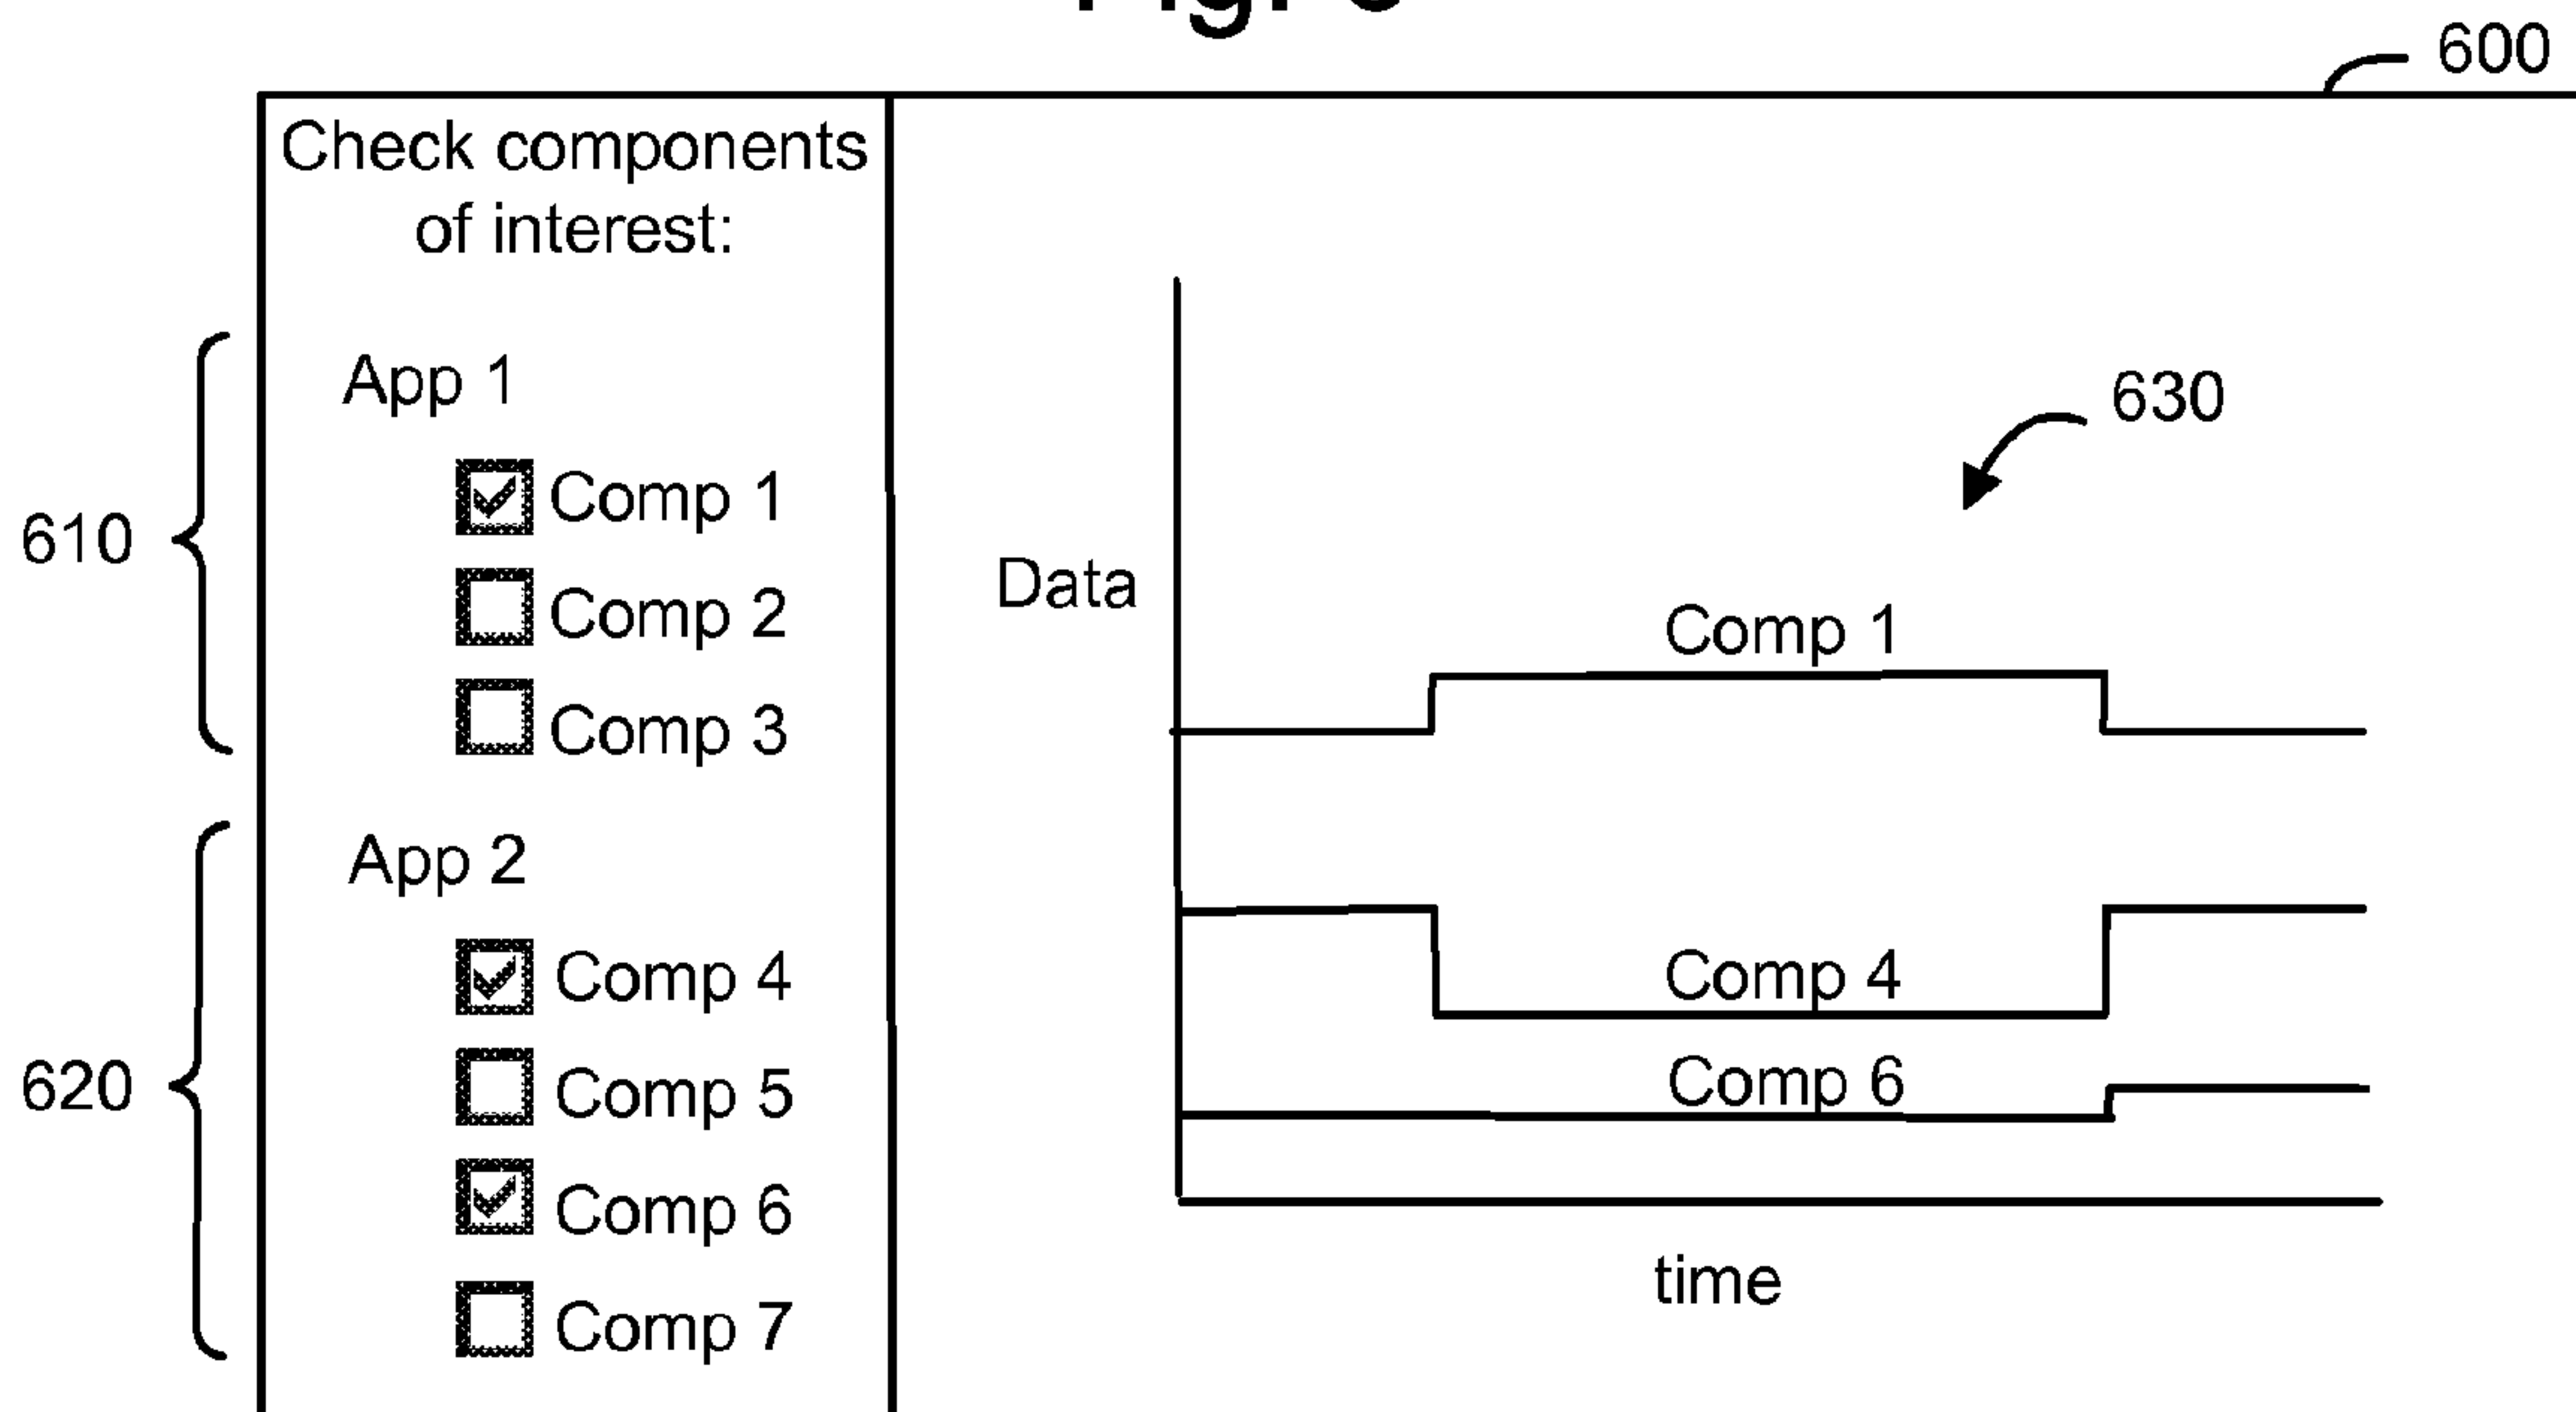 600
Check components
of interest:
610
App 1
Comp 1
Comp 2
Comp 3
620
App 2
Comp 4
Comp 5
Comp 6
Comp 7
630
Data
Comp 1
Comp 4
Comp 6
time